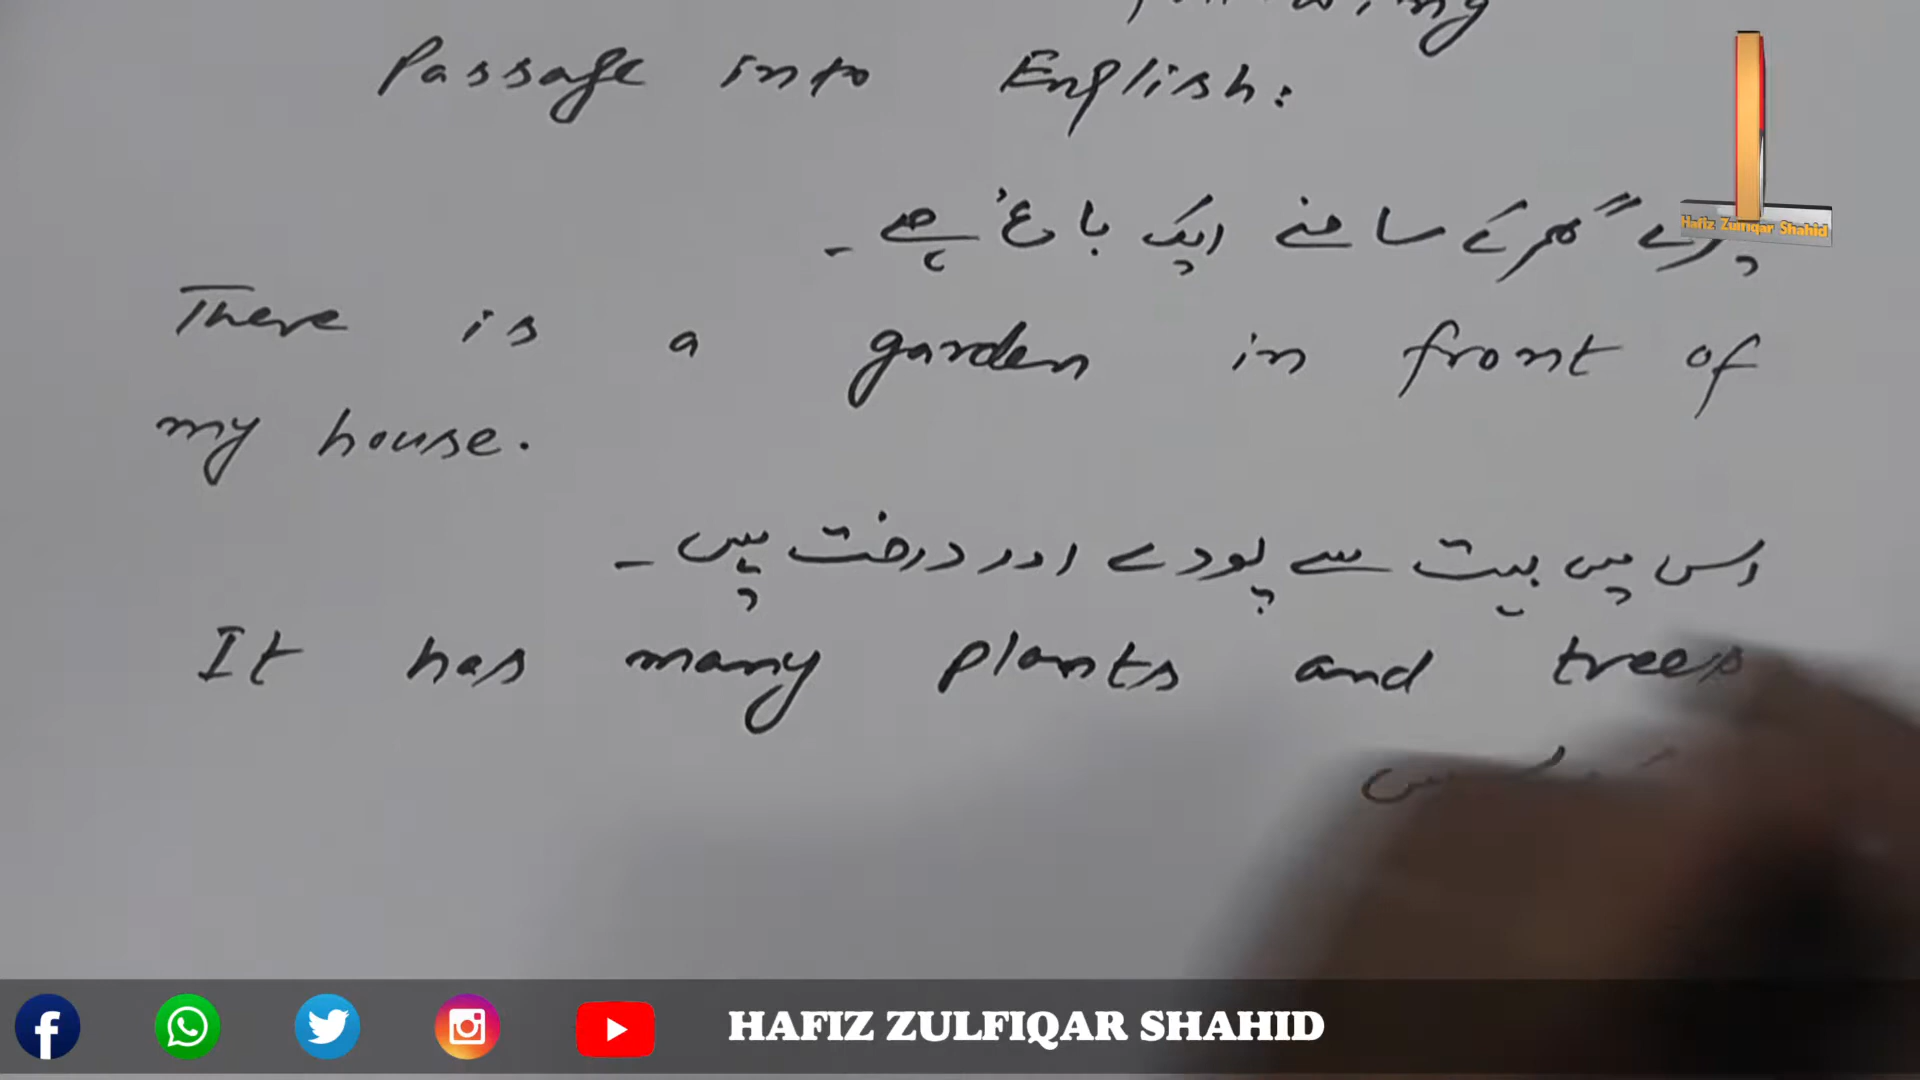 Passage into English:
گھر کے سامنے ایک باغ ہے ۔
Hafiz Zulfiqar Shahid
There is a garden in front of
my house.
اس میں بہت سے پودے اور درخت ہیں ۔
It has many plants and trees
HAFIZ ZULFIQAR SHAHID